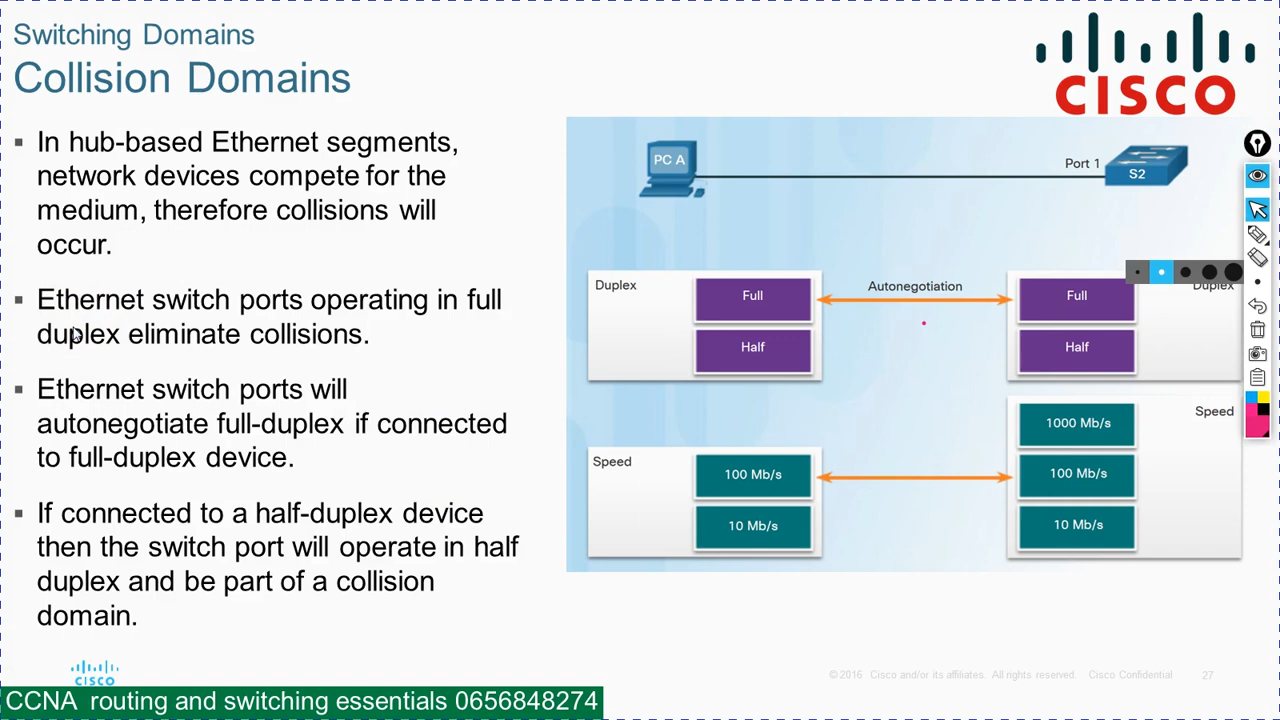 Switching Domains
Collision Domains
CISCO
▪ In hub-based Ethernet segments,
network devices compete for the
medium, therefore collisions will
occur.
▪ Ethernet switch ports operating in full
duplex eliminate collisions.
▪ Ethernet switch ports will
autonegotiate full-duplex if connected
to full-duplex device.
▪ If connected to a half-duplex device
then the switch port will operate in half
duplex and be part of a collision
domain.
PC A
Port 1
S2
Duplex
Full
Half
Autonegotiation
Full
Half
Duplex
Speed
100 Mb/s
10 Mb/s
1000 Mb/s
100 Mb/s
10 Mb/s
Speed
CISCO
© 2016 Cisco and/or its affiliates. All rights reserved. Cisco Confidential
27
CCNA routing and switching essentials 0656848274